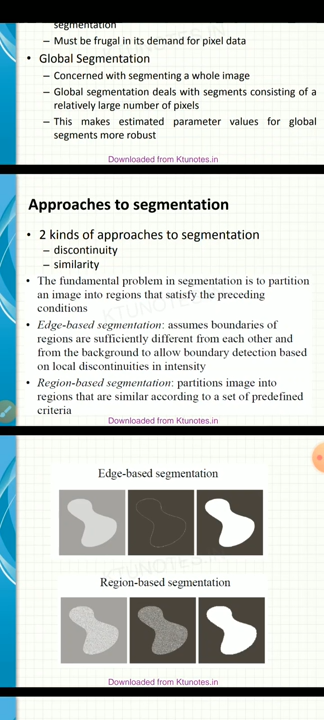 segmentation
– Must be frugal in its demand for pixel data
• Global Segmentation
– Concerned with segmenting a whole image
– Global segmentation deals with segments consisting of a
relatively large number of pixels
– This makes estimated parameter values for global
segments more robust
Downloaded from Ktunotes.in
Approaches to segmentation
• 2 kinds of approaches to segmentation
– discontinuity
– similarity
• The fundamental problem in segmentation is to partition
an image into regions that satisfy the preceding
conditions
• Edge-based segmentation: assumes boundaries of
regions are sufficiently different from each other and
from the background to allow boundary detection based
on local discontinuities in intensity
• Region-based segmentation: partitions image into
regions that are similar according to a set of predefined
criteria
Downloaded from Ktunotes.in
Edge-based segmentation
Region-based segmentation
Downloaded from Ktunotes.in